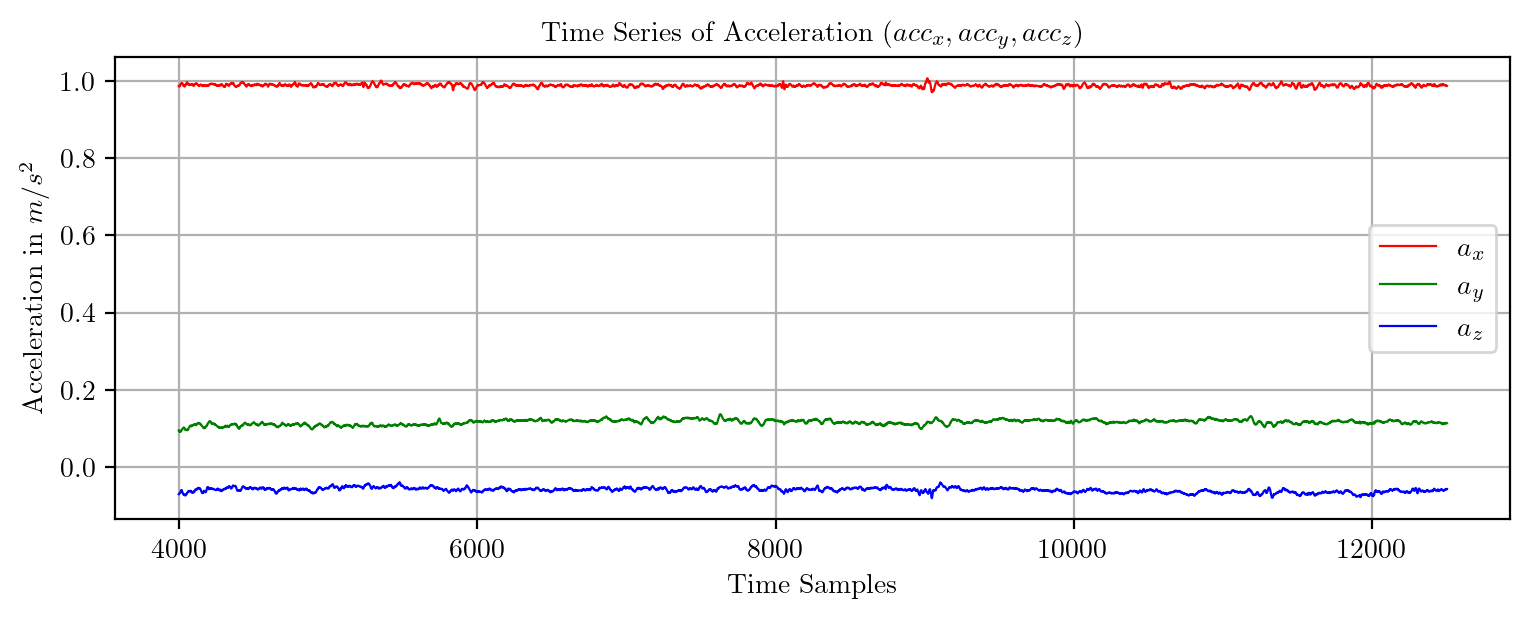 Time Series of Acceleration (acc_x, acc_y, acc_z)
Acceleration in m/s^2
1.0
0.8
0.6
0.4
0.2
0.0
a_x
a_y
a_z
4000 6000 8000 10000 12000
Time Samples